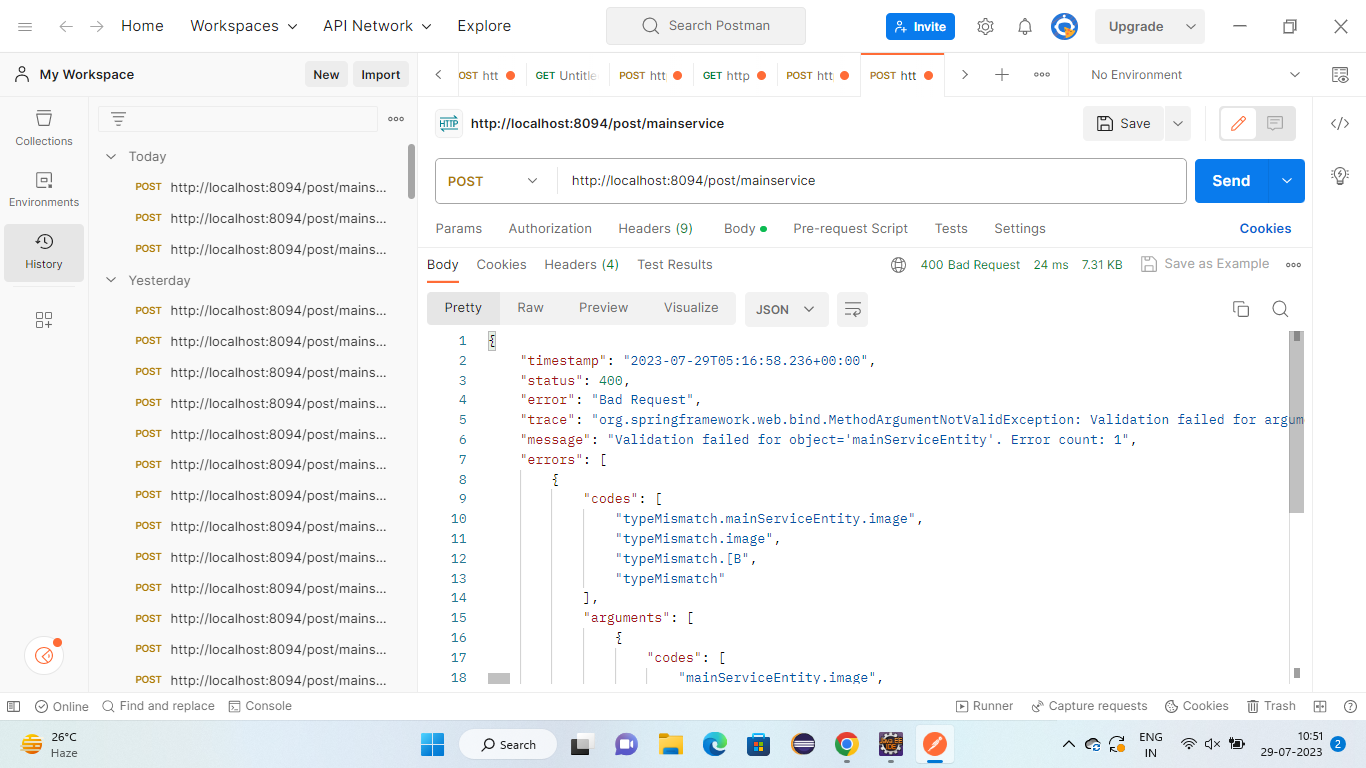 Home Workspaces API Network Explore Search Postman Invite Upgrade
My Workspace New Import OST htt GET Untitle POST htt GET http POST htt POST htt No Environment
Collections
Environments
History
Today
POST http://localhost:8094/post/mains...
POST http://localhost:8094/post/mains...
POST http://localhost:8094/post/mains...
Yesterday
POST http://localhost:8094/post/mains...
POST http://localhost:8094/post/mains...
POST http://localhost:8094/post/mains...
POST http://localhost:8094/post/mains...
POST http://localhost:8094/post/mains...
POST http://localhost:8094/post/mains...
POST http://localhost:8094/post/mains...
POST http://localhost:8094/post/mains...
POST http://localhost:8094/post/mains...
POST http://localhost:8094/post/mains...
POST http://localhost:8094/post/mains...
POST http://localhost:8094/post/mains...
POST http://localhost:8094/post/mains...
HTTP http://localhost:8094/post/mainservice Save
POST http://localhost:8094/post/mainservice Send
Params Authorization Headers (9) Body Pre-request Script Tests Settings Cookies
Body Cookies Headers (4) Test Results 400 Bad Request 24 ms 7.31 KB Save as Example
Pretty Raw Preview Visualize JSON
1 {
2 "timestamp": "2023-07-29T05:16:58.236+00:00",
3 "status": 400,
4 "error": "Bad Request",
5 "trace": "org.springframework.web.bind.MethodArgumentNotValidException: Validation failed for argum
6 "message": "Validation failed for object='mainServiceEntity'. Error count: 1",
7 "errors": [
8 {
9 "codes": [
10 "typeMismatch.mainServiceEntity.image",
11 "typeMismatch.image",
12 "typeMismatch.[B",
13 "typeMismatch"
14 ],
15 "arguments": [
16 {
17 "codes": [
18 "mainServiceEntity.image",
Online Find and replace Console Runner Capture requests Cookies Trash
26°C
Haze
Search
ENG
IN
10:51
29-07-2023
2